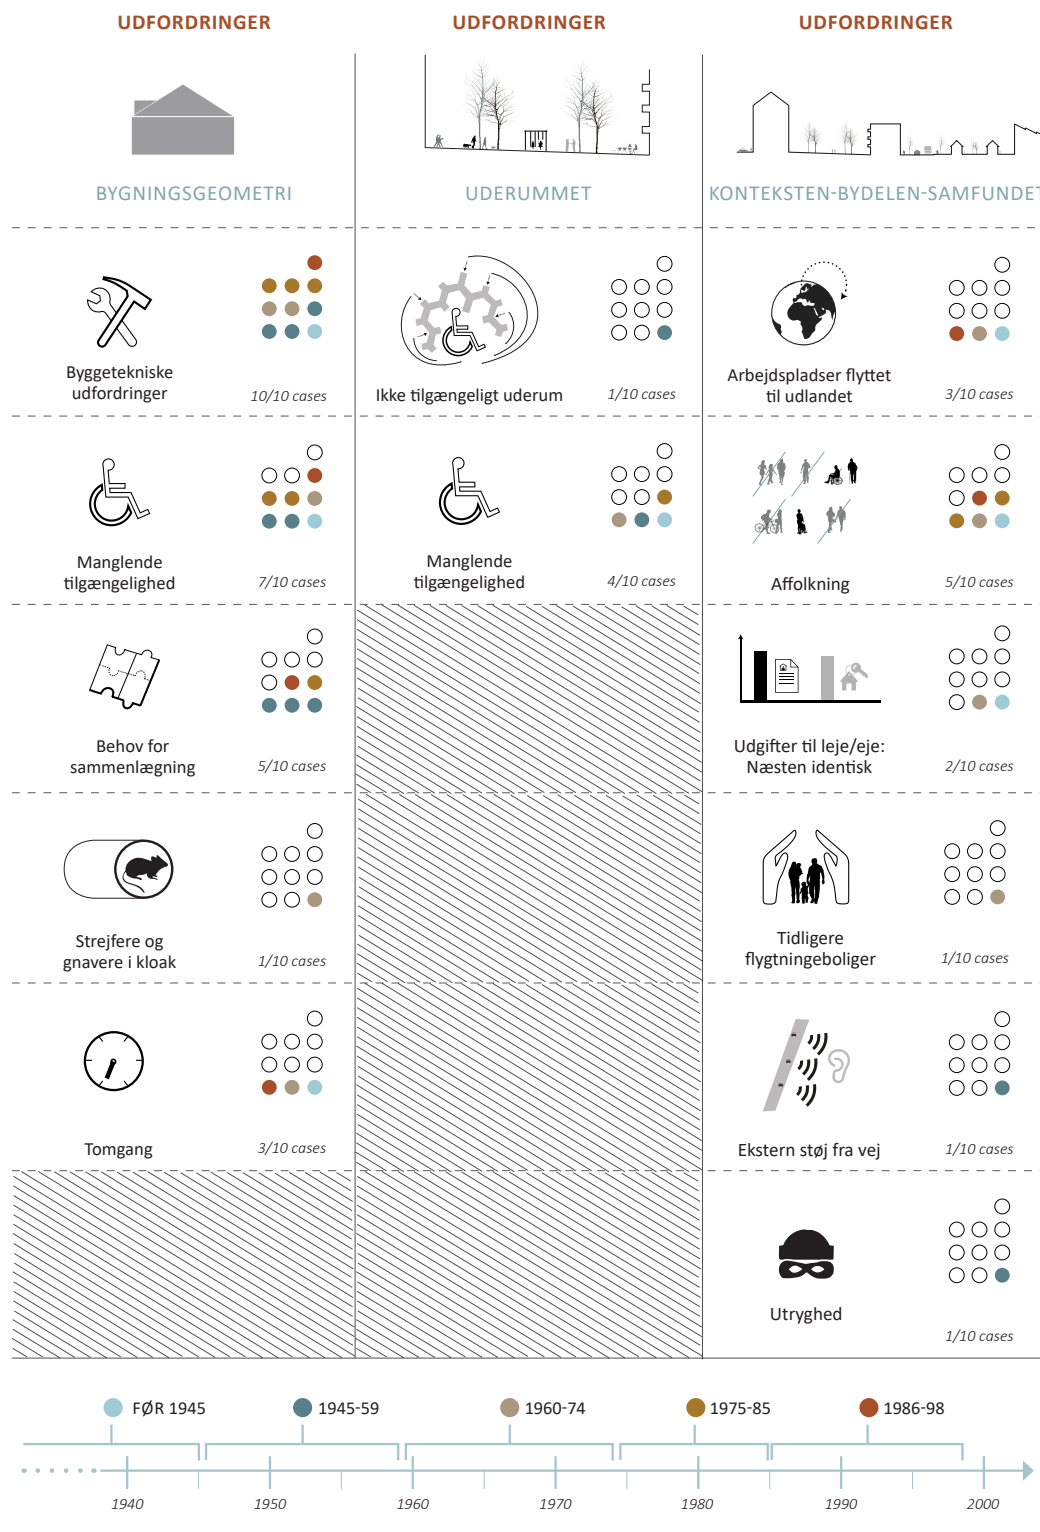 UDFORDRINGER
UDFORDRINGER
UDFORDRINGER
BYGNINGSGEOMETRI
UDERUMMET
KONTEKSTEN-BYDELEN-SAMFUNDET
Byggetekniske
udfordringer
10/10 cases
Ikke tilgængeligt uderum
1/10 cases
Arbejdspladser flyttet
til udlandet
3/10 cases
Manglende
tilgængelighed
7/10 cases
Manglende
tilgængelighed
4/10 cases
Affolkning
5/10 cases
Behov for
sammenlægning
5/10 cases
Udgifter til leje/eje:
Næsten identisk
2/10 cases
Strejfere og
gnavere i kloak
1/10 cases
Tidligere
flygtningeboliger
1/10 cases
Tomgang
3/10 cases
Ekstern støj fra vej
1/10 cases
Utryghed
1/10 cases
FØR 1945
1945-59
1960-74
1975-85
1986-98
1940
1950
1960
1970
1980
1990
2000